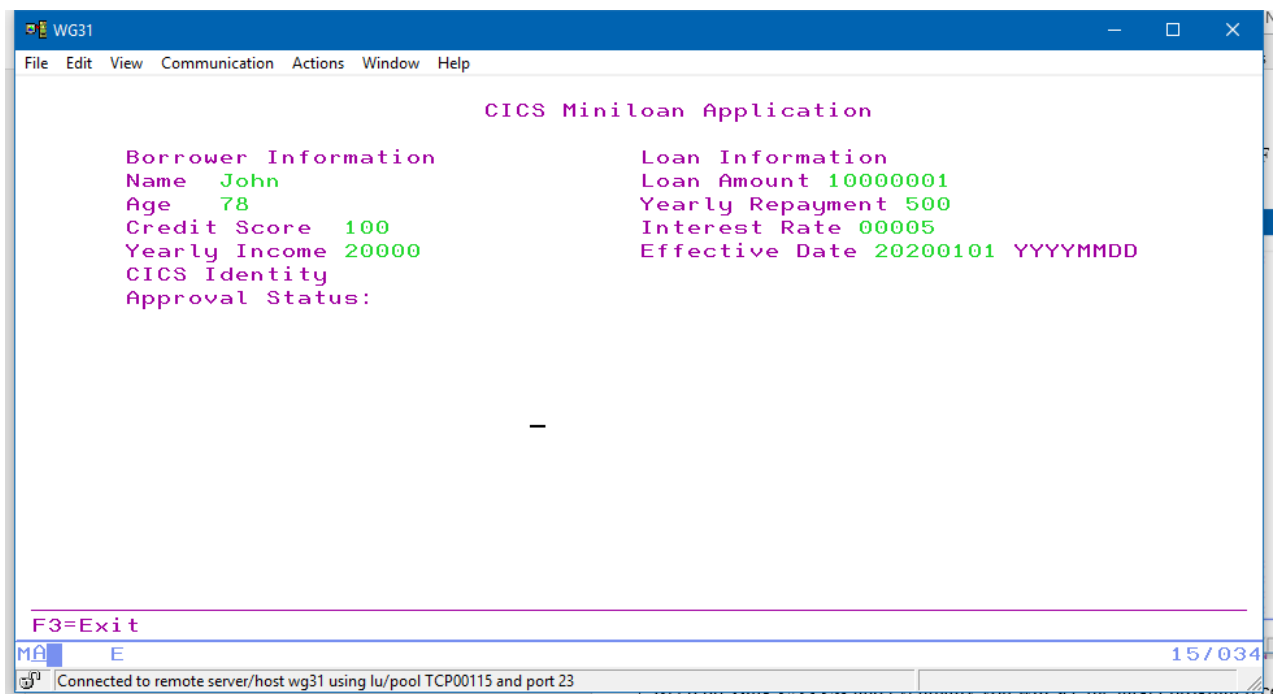 WG31
File Edit View Communication Actions Window Help
CICS Miniloan Application
Borrower Information Loan Information
Name John Loan Amount 10000001
Age 78 Yearly Repayment 500
Credit Score 100 Interest Rate 00005
Yearly Income 20000 Effective Date 20200101 YYYYMMDD
CICS Identity
Approval Status:
F3=Exit
MA E 15/034
Connected to remote server/host wg31 using lu/pool TCP00115 and port 23